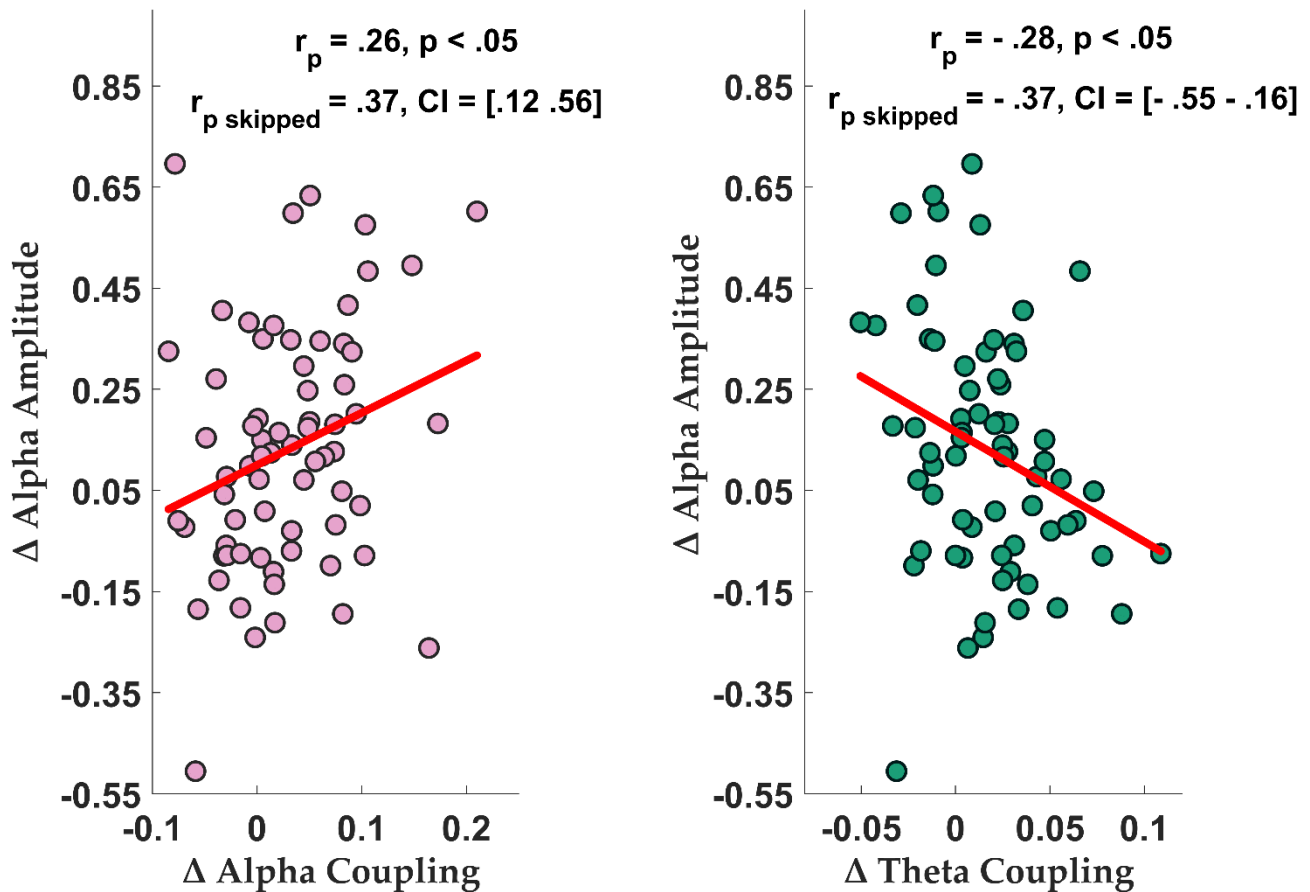 r_p = .26, p < .05
r_p skipped = .37, CI = [.12 .56]
0.85
0.65
0.45
0.25
0.05
-0.15
-0.35
-0.55
Δ Alpha Amplitude
-0.1 0 0.1 0.2
Δ Alpha Coupling
r_p = - .28, p < .05
r_p skipped = - .37, CI = [- .55 - .16]
0.85
0.65
0.45
0.25
0.05
-0.15
-0.35
-0.55
Δ Alpha Amplitude
-0.05 0 0.05 0.1
Δ Theta Coupling